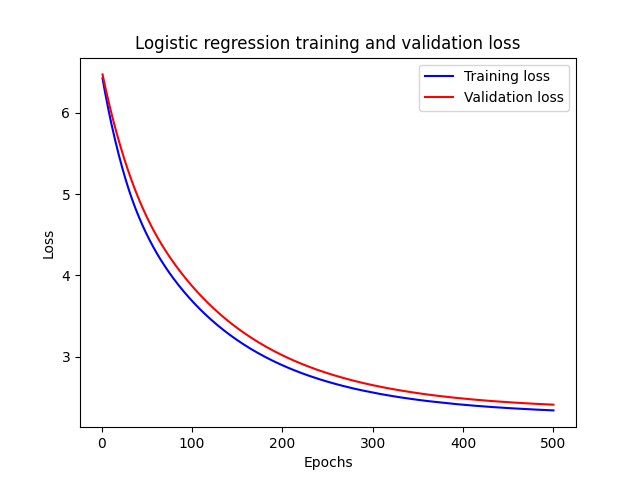 Logistic regression training and validation loss
Training loss
Validation loss
6
5
4
3
Loss
0
100
200
300
400
500
Epochs